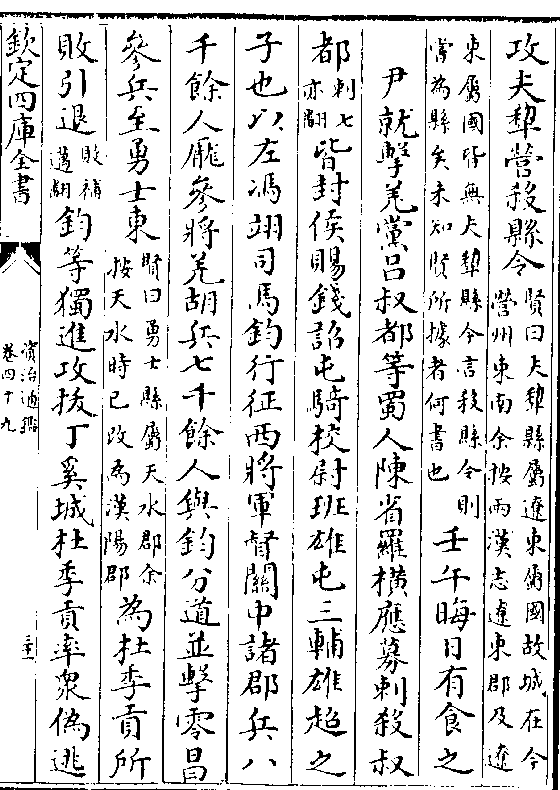 攻夫犂營殺縣令賢曰夫犂縣屬遼東屬國故城在今營州東南余按兩漢志遼東郡及遼
東屬國皆無夫犂縣今言殺縣令則當為縣矣未知賢所據者何書也壬午晦日有食之
尹就擊羌黨呂叔都等蜀人陳省羅橫應募刺殺叔
都刺七亦翻皆封侯賜錢詔屯騎校尉班雄屯三輔雄超之
子也以左馮翊司馬鈞行征西將軍督關中諸郡兵八
千餘人龎參將羌胡兵七千餘人與鈞分道並擊零昌
參兵至勇士東賢曰勇士縣屬天水郡余按天水時已改為漢陽郡為杜季貢所
敗引退敗補邁翻鈞等獨進攻拔丁奚城杜季貢率衆偽逃
欽定四庫全書
資治通鑑
卷四十九